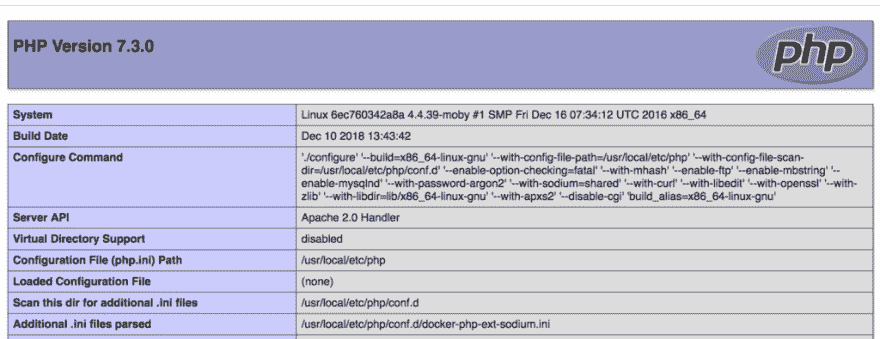 PHP Version 7.3.0
php
System Linux 6ec760342a8a 4.4.39-moby #1 SMP Fri Dec 16 07:34:12 UTC 2016 x86_64
Build Date Dec 10 2018 13:43:42
Configure Command './configure' '--build=x86_64-linux-gnu' '--with-config-file-path=/usr/local/etc/php' '--with-config-file-scan-
dir=/usr/local/etc/php/conf.d' '--enable-option-checking=fatal' '--with-mhash' '--enable-ftp' '--enable-mbstring' '--
enable-mysqlnd' '--with-password-argon2' '--with-sodium=shared' '--with-curl' '--with-libedit' '--with-openssl' '--with-
zlib' '--with-libdir=lib/x86_64-linux-gnu' '--with-apxs2' '--disable-cgi' 'build_alias=x86_64-linux-gnu'
Server API Apache 2.0 Handler
Virtual Directory Support disabled
Configuration File (php.ini) Path /usr/local/etc/php
Loaded Configuration File (none)
Scan this dir for additional .ini files /usr/local/etc/php/conf.d
Additional .ini files parsed /usr/local/etc/php/conf.d/docker-php-ext-sodium.ini